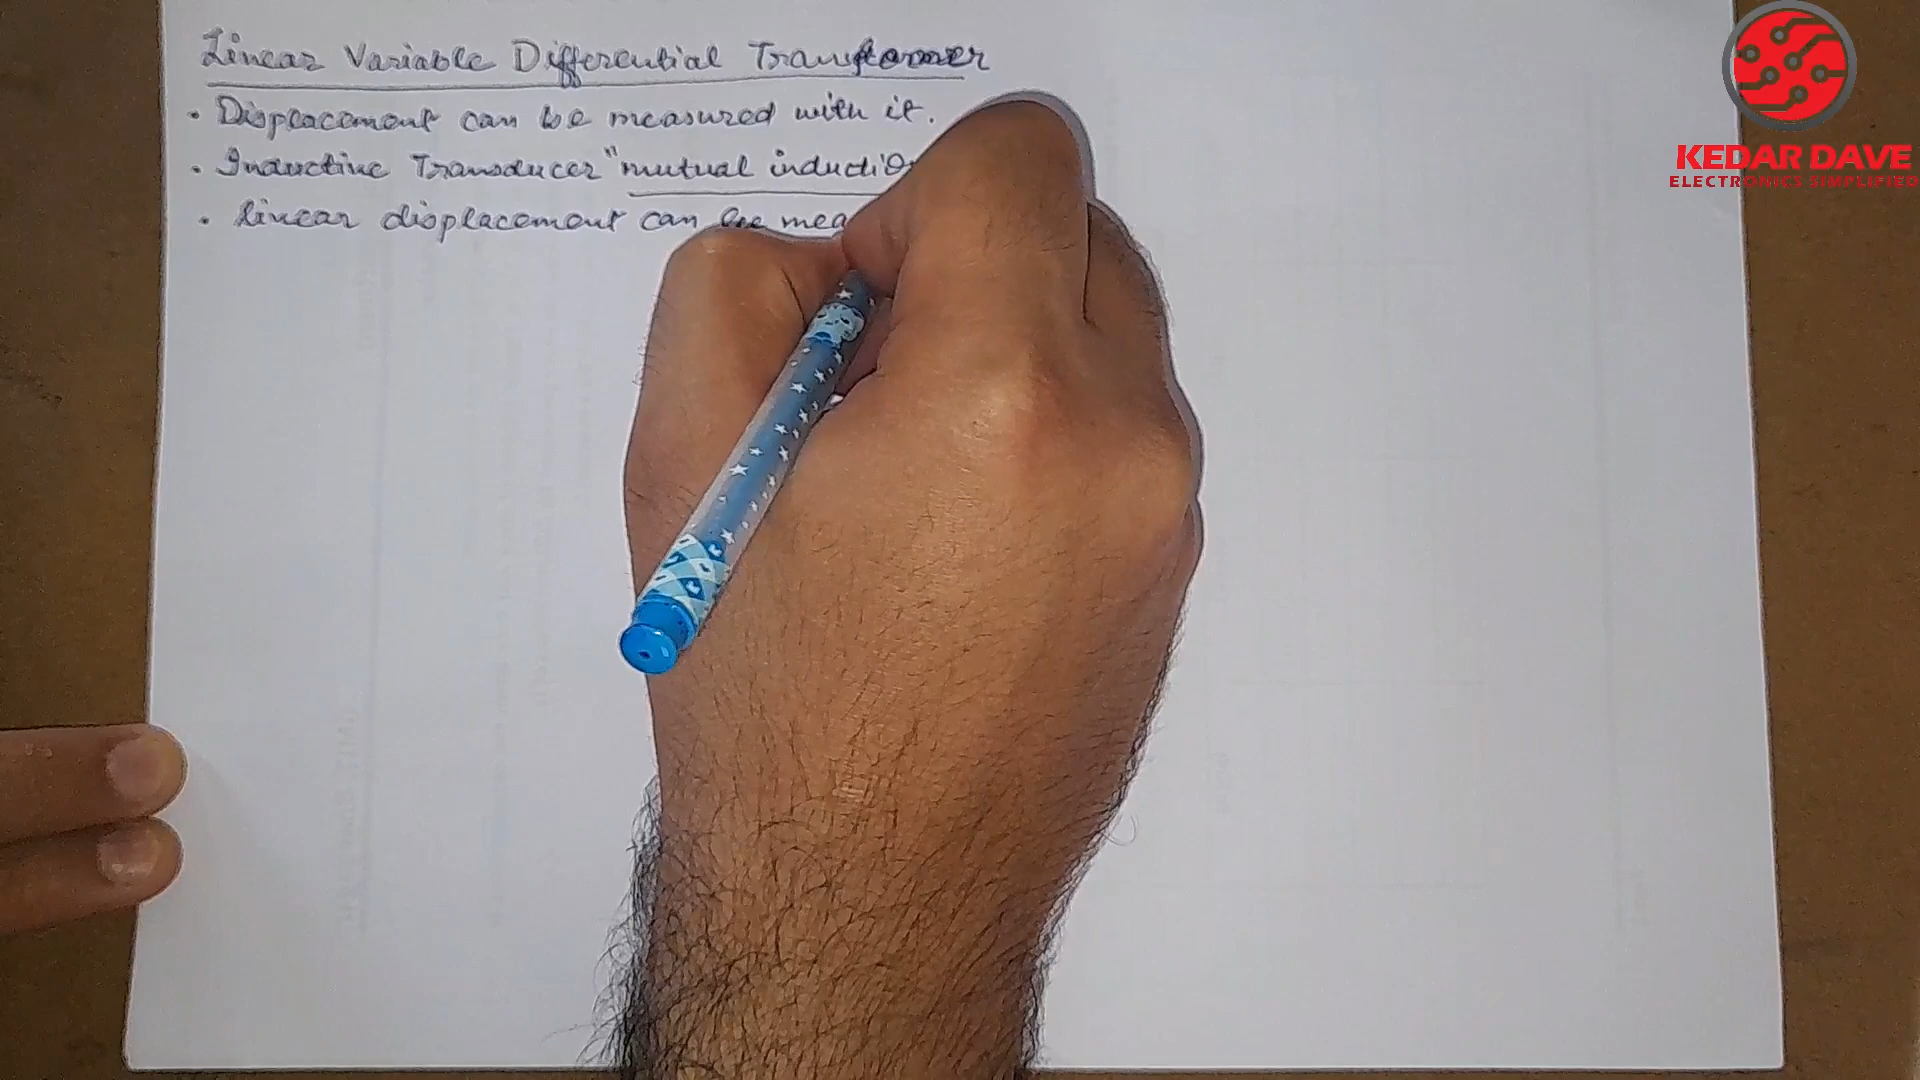 Linear Variable Differential Transformer
• Displacement can be measured with it.
• Inductive Transducer "mutual inductio
• linear displacement can be mea
KEDAR DAVE
ELECTRONICS SIMPLIFIED